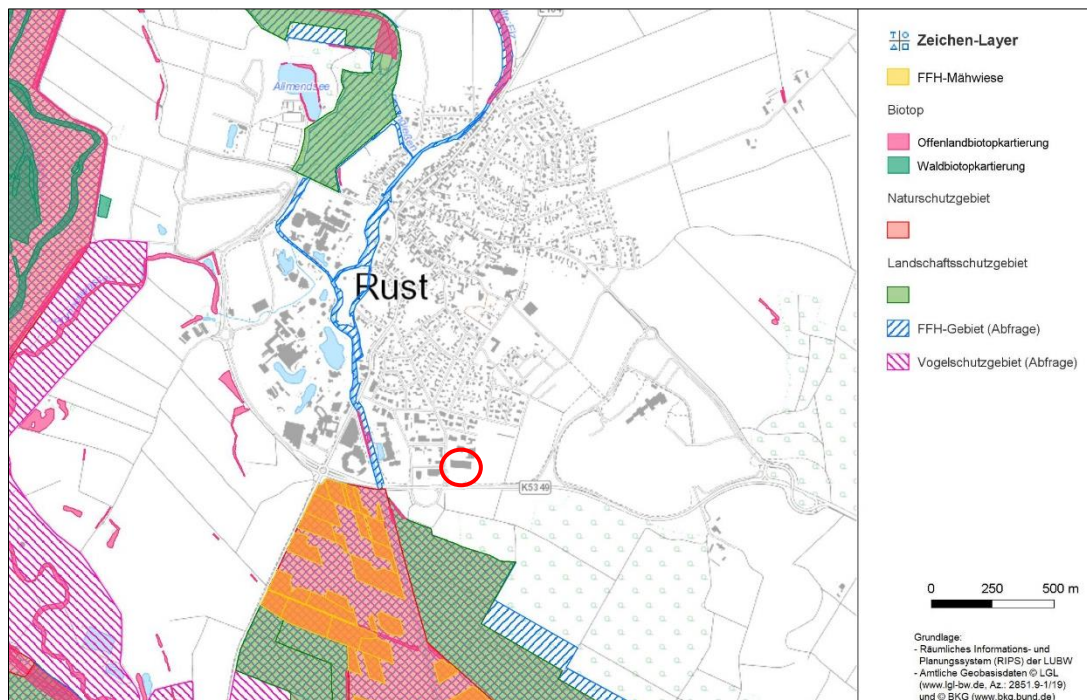 Allmendsee
Rust
K5349
Zeichen-Layer
FFH-Mähwiese
Biotop
Offenlandbiotopkartierung
Waldbiotopkartierung
Naturschutzgebiet
Landschaftsschutzgebiet
FFH-Gebiet (Abfrage)
Vogelschutzgebiet (Abfrage)
0 250 500 m
Grundlage:
- Räumliches Informations- und
Planungssystem (RIPS) der LUBW
- Amtliche Geobasisdaten © LGL
(www.lgl-bw.de, Az.: 2851.9-1/19)
und © BKG (www.bkg.bund.de)